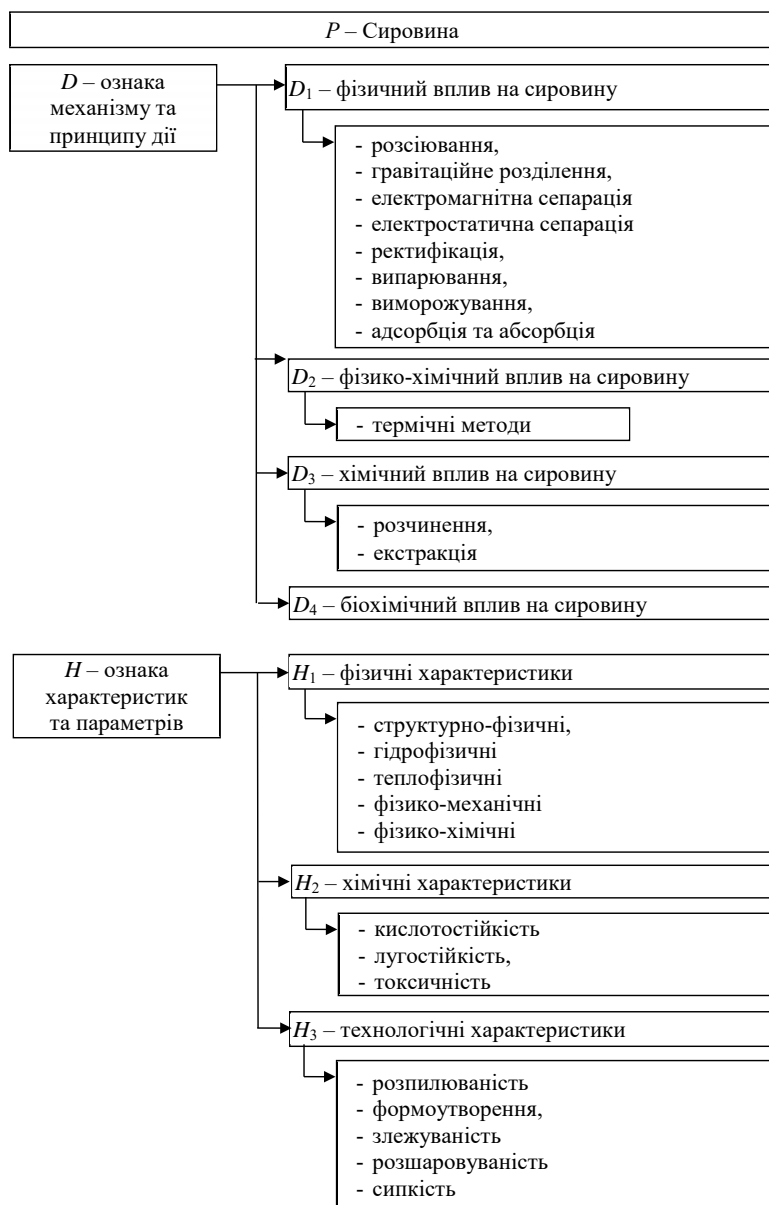 P – Сировина
D – ознака
механізму та
принципу дії
D₁ – фізичний вплив на сировину
- розсіювання,
- гравітаційне розділення,
- електромагнітна сепарація
- електростатична сепарація
- ректифікація,
- випарювання,
- виморожування,
- адсорбція та абсорбція
D₂ – фізико-хімічний вплив на сировину
- термічні методи
D₃ – хімічний вплив на сировину
- розчинення,
- екстракція
D₄ – біохімічний вплив на сировину
H – ознака
характеристик
та параметрів
H₁ – фізичні характеристики
- структурно-фізичні,
- гідрофізичні
- теплофізичні
- фізико-механічні
- фізико-хімічні
H₂ – хімічні характеристики
- кислотостійкість
- лугостійкість,
- токсичність
H₃ – технологічні характеристики
- розпилюваність
- формоутворення,
- злежуваність
- розшаровуваність
- сипкість